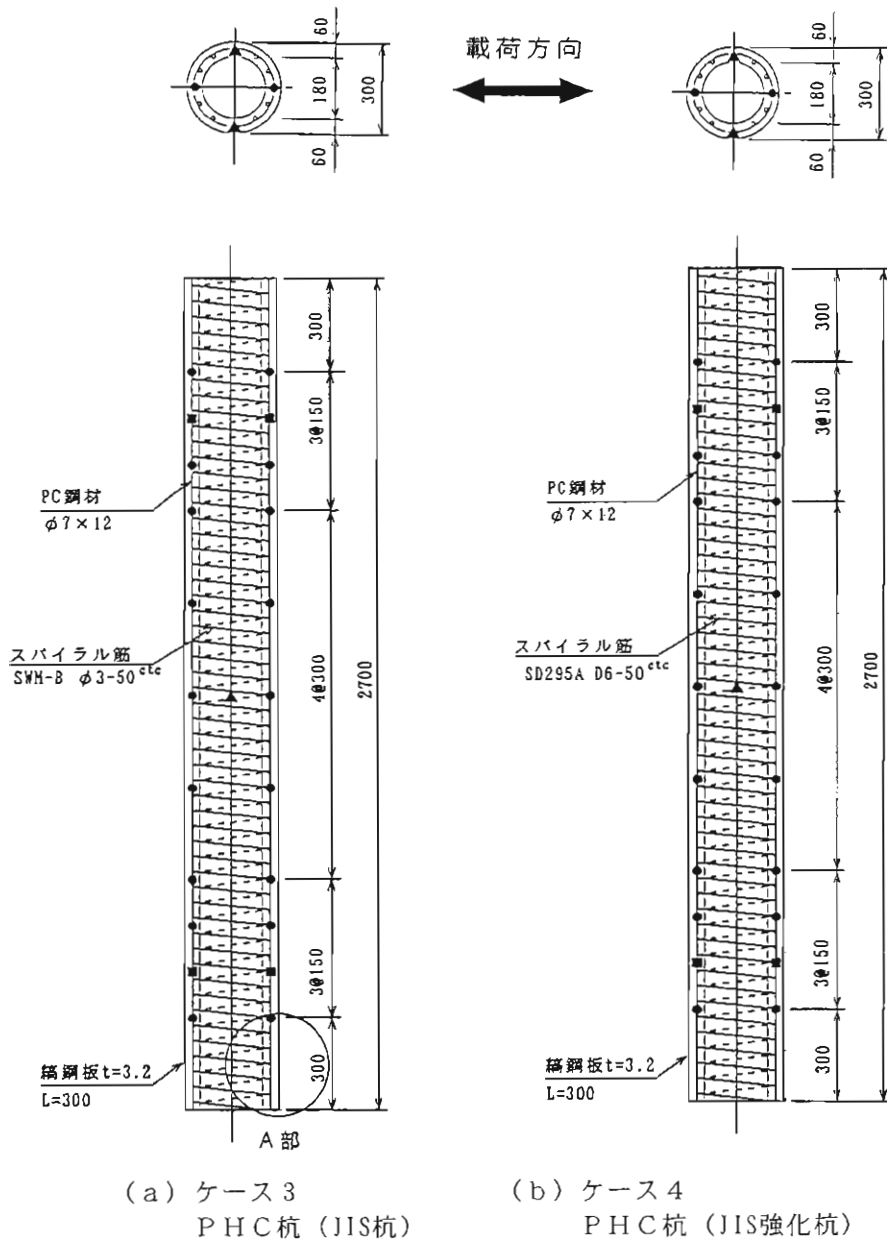 60
180
300
60
載荷方向
60
180
300
60
300
3@150
4@300
3@150
300
2700
PC鋼材
φ7×12
スパイラル筋
SWM-B φ3-50ctc
縞鋼板t=3.2
L=300
A部
300
3@150
4@300
3@150
300
2700
PC鋼材
φ7×12
スパイラル筋
SD295A D6-50ctc
縞鋼板t=3.2
L=300
(a) ケース3
PHC杭 (JIS杭)
(b) ケース4
PHC杭 (JIS強化杭)